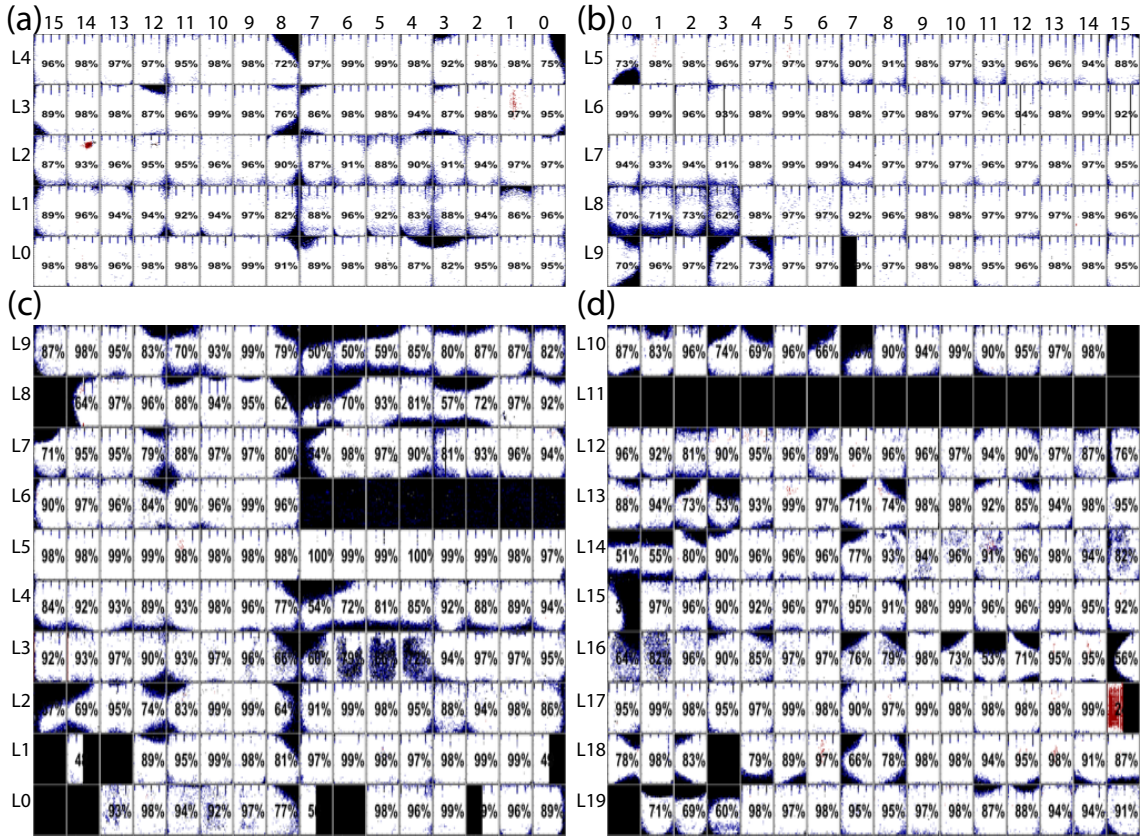 (a) 15 14 13 12 11 10 9 8 7 6 5 4 3 2 1 0
L4 96% 98% 97% 97% 95% 98% 98% 72% 97% 99% 99% 98% 92% 98% 98% 75%
L3 89% 98% 98% 87% 96% 99% 98% 76% 86% 98% 98% 94% 87% 98% 97% 95%
L2 87% 93% 96% 95% 95% 96% 98% 90% 87% 91% 88% 90% 91% 94% 97% 97%
L1 89% 96% 94% 94% 92% 94% 97% 82% 88% 96% 92% 83% 88% 94% 86% 96%
L0 98% 98% 96% 98% 98% 98% 99% 91% 89% 98% 98% 87% 82% 95% 98% 95%
(b) 0 1 2 3 4 5 6 7 8 9 10 11 12 13 14 15
L5 73% 98% 98% 96% 98% 97% 97% 90% 91% 98% 97% 93% 96% 96% 94% 88%
L6 99% 99% 96% 93% 98% 97% 97% 97% 96% 98% 97% 96% 94% 98% 98% 92%
L7 94% 93% 94% 91% 98% 99% 99% 94% 97% 97% 97% 96% 97% 98% 97% 95%
L8 70% 71% 73% 62% 98% 97% 97% 92% 96% 98% 98% 97% 97% 97% 98% 96%
L9 70% 96% 97% 72% 73% 97% 97% 9% 98% 98% 98% 95% 96% 98% 98% 95%
(c)
L9 87% 98% 95% 83% 70% 93% 99% 79% 50% 50% 59% 85% 80% 87% 87% 82%
L8 64% 97% 96% 88% 94% 95% 62 70% 93% 81% 57% 72% 97% 92%
L7 71% 95% 95% 79% 88% 97% 97% 80% 4% 98% 97% 90% 81% 93% 96% 94%
L6 90% 97% 96% 84% 90% 96% 99% 96%
L5 98% 98% 99% 99% 98% 98% 98% 98% 100% 99% 99% 100% 99% 99% 98% 97%
L4 84% 92% 93% 89% 93% 98% 96% 77% 54% 72% 81% 85% 92% 88% 89% 94%
L3 92% 93% 97% 90% 93% 97% 96% 66% 94% 97% 97% 95%
L2 69% 95% 74% 83% 99% 99% 64 91% 99% 98% 95% 88% 94% 98% 86%
L1 4 89% 95% 99% 98% 81% 97% 99% 98% 97% 98% 99% 99% 4
L0 93% 98% 94% 92% 97% 77% 5 98% 96% 99% 9% 96% 89%
(d)
L10 87% 83% 96% 74% 69% 96% 66% 90% 94% 99% 90% 95% 97% 98%
L11
L12 96% 92% 81% 90% 95% 96% 89% 96% 96% 96% 97% 94% 90% 97% 87% 76%
L13 88% 94% 73% 53% 93% 99% 97% 71% 74% 98% 98% 92% 85% 94% 98% 95%
L14 51% 55% 80% 90% 96% 96% 96% 77% 93% 94% 96% 91% 96% 98% 94% 82%
L15 97% 96% 90% 92% 96% 97% 95% 91% 98% 99% 96% 96% 99% 95% 92%
L16 64% 82% 96% 90% 85% 97% 97% 76% 79% 98% 73% 53% 71% 95% 95% 56%
L17 95% 99% 98% 95% 97% 98% 97% 90% 97% 99% 98% 98% 98% 98% 99% 2
L18 78% 98% 83% 79% 89% 97% 66% 78% 98% 98% 94% 95% 98% 91% 87%
L19 71% 69% 60% 98% 97% 98% 95% 95% 97% 98% 87% 88% 94% 94% 91%